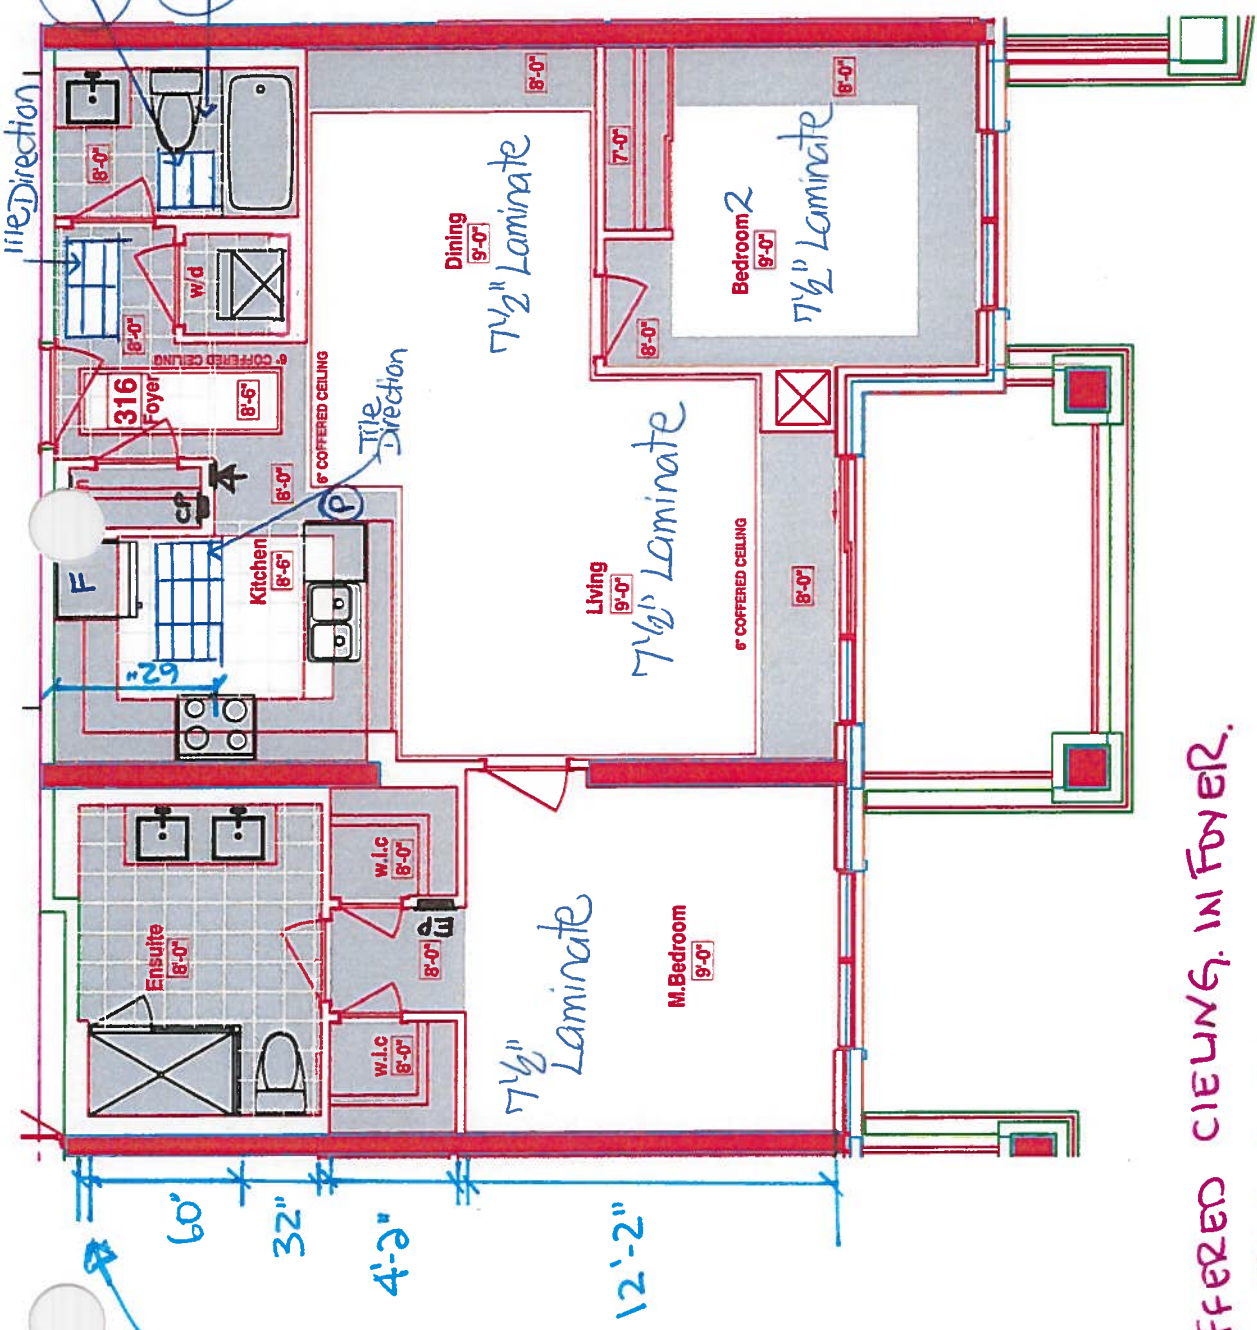 Tile Direction
8'-0"
w/d
8'-0"
6" COFFERED CEILING
316
Foyer
8'-6"
6" COFFERED CEILING
Tile
Direction
8'-0"
CP
A
P
F
Kitchen
8'-6"
62"
Dining
9'-0"
7½" Laminate
8'-0"
7'-0"
8'-0"
Bedroom 2
9'-0"
7½" Laminate
8'-0"
Living
9'-0"
7½" Laminate
6" COFFERED CEILING
8'-0"
Ensuite
8'-0"
w.i.c
8'-0"
EP
8'-0"
w.i.c
8'-0"
7½"
Laminate
M.Bedroom
9'-0"
60"
32"
4'-2"
12'-2"
FFERED CIELING. IN FOYER.